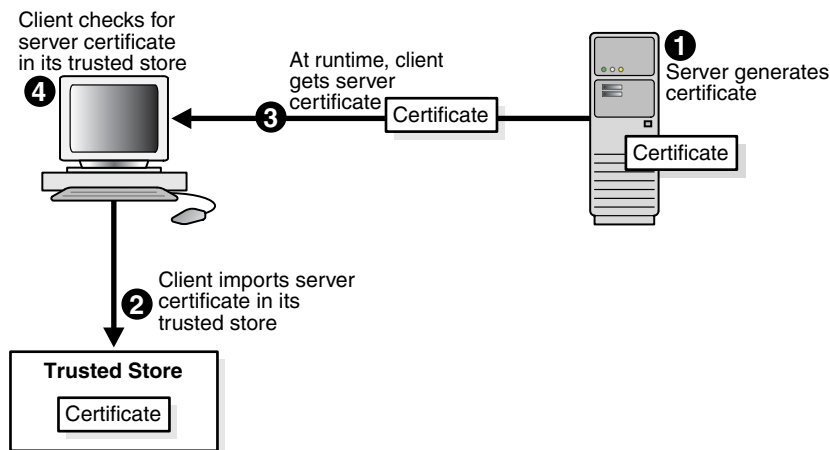 Client checks for
server certificate
in its trusted store
4
At runtime, client
gets server
certificate
3
Certificate
1
Server generates
certificate
Certificate
2
Client imports server
certificate in its
trusted store
Trusted Store
Certificate